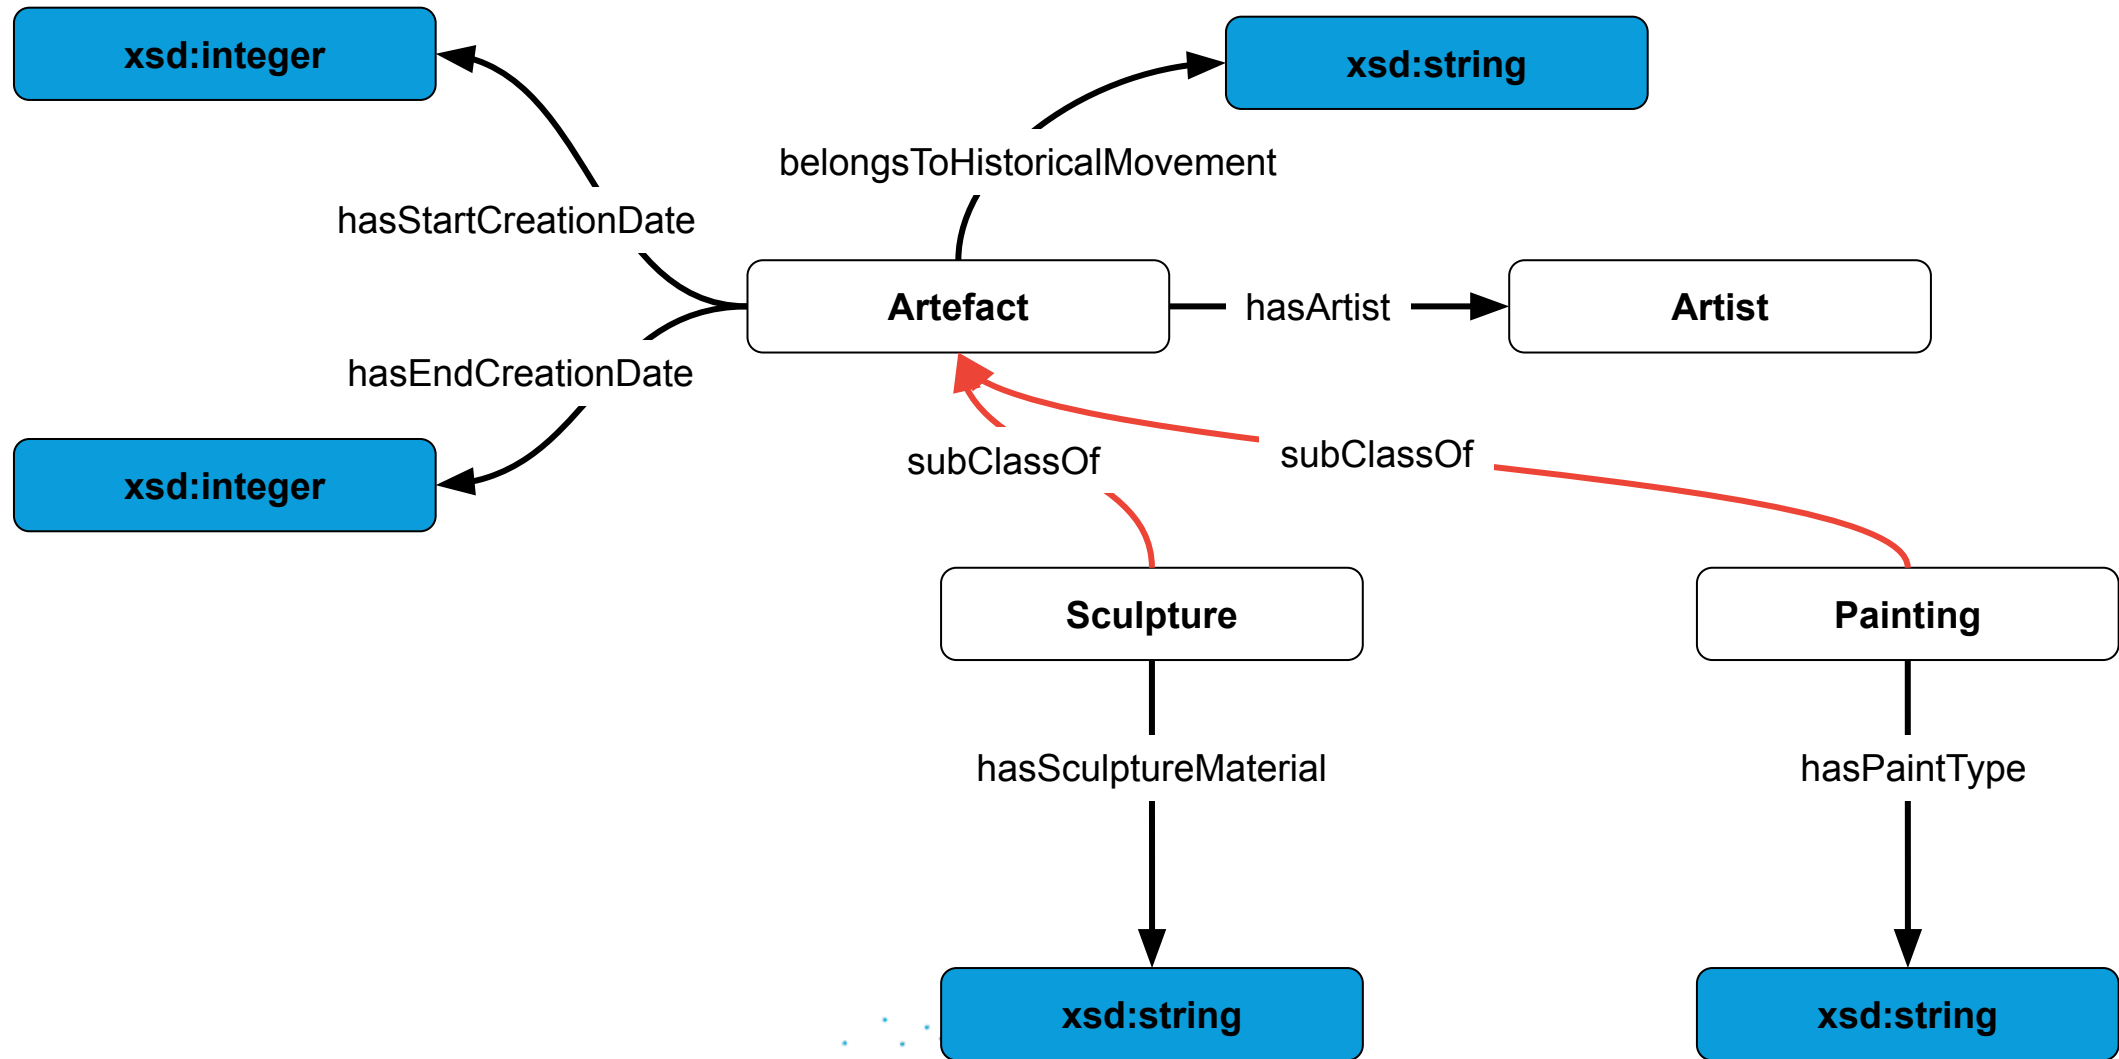 xsd:integer
xsd:string
belongsToHistoricalMovement
hasStartCreationDate
Artefact
hasArtist
Artist
hasEndCreationDate
subClassOf
subClassOf
xsd:integer
Sculpture
Painting
hasSculptureMaterial
hasPaintType
xsd:string
xsd:string